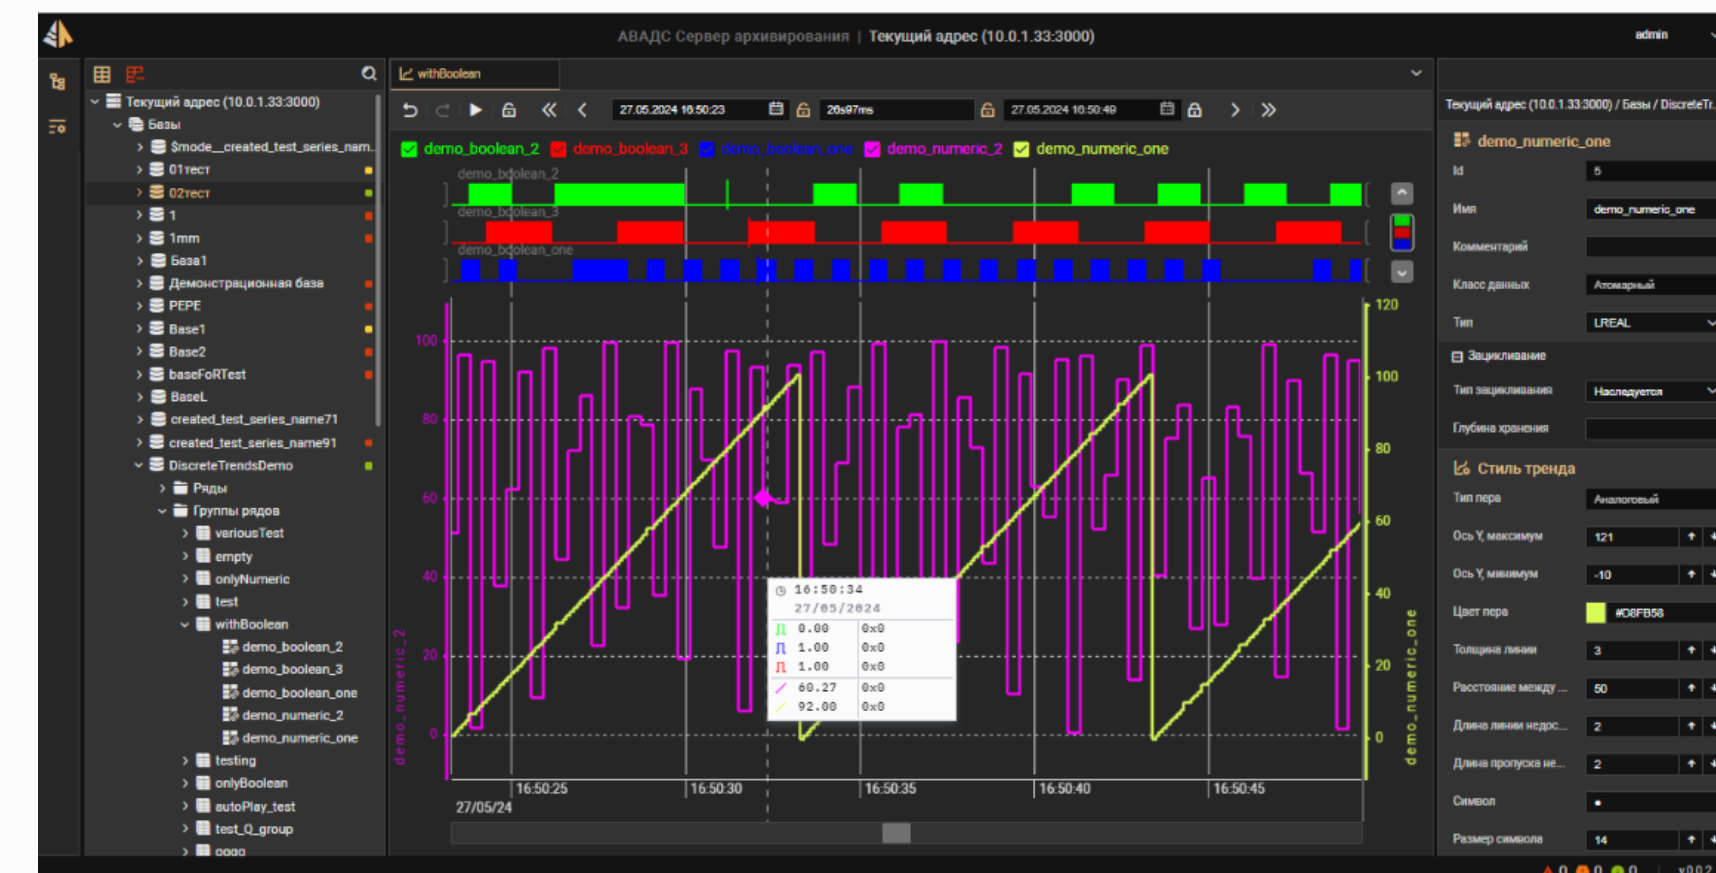 АВАДС Сервер архивирования | Текущий адрес (10.0.1.33:3000)
admin
withBoolean
Текущий адрес (10.0.1.33:3000)
Базы
$mode__created_test_series_nam...
01тест
02тест
1
1mm
База1
Демонстрационная база
PEPE
Base1
Base2
baseFoRTest
BaseL
created_test_series_name71
created_test_series_name91
DiscreteTrendsDemo
Ряды
Группы рядов
variousTest
empty
onlyNumeric
test
withBoolean
demo_boolean_2
demo_boolean_3
demo_boolean_one
demo_numeric_2
demo_numeric_one
testing
onlyBoolean
autoPlay_test
test_Q_group
27.05.2024 16:50:23
26s97ms
27.05.2024 16:50:49
demo_boolean_2 demo_boolean_3 demo_boolean_one demo_numeric_2 demo_numeric_one
demo_boolean_2
demo_boolean_3
demo_boolean_one
100
80
60
40
20
0
demo_numeric_2
120
100
80
60
40
20
0
demo_numeric_one
16:50:34
27/05/2024
0.00 0x0
1.00 0x0
1.00 0x0
60.27 0x0
92.00 0x0
16:50:25 16:50:30 16:50:35 16:50:40 16:50:45
27/05/24
Текущий адрес (10.0.1.33:3000) / Базы / DiscreteTr...
demo_numeric_one
Id 5
Имя demo_numeric_one
Комментарий
Класс данных Атомарный
Тип LREAL
Зацикливание
Тип зацикливания Наследуется
Глубина хранения
Стиль тренда
Тип пера Аналоговый
Ось Y, максимум 121
Ось Y, минимум -10
Цвет пера #D8FB58
Толщина линии 3
Расстояние между ... 50
Длина линии недос... 2
Длина пропуска не... 2
Символ
Размер символа 14
0 0 0 v.0.0.2